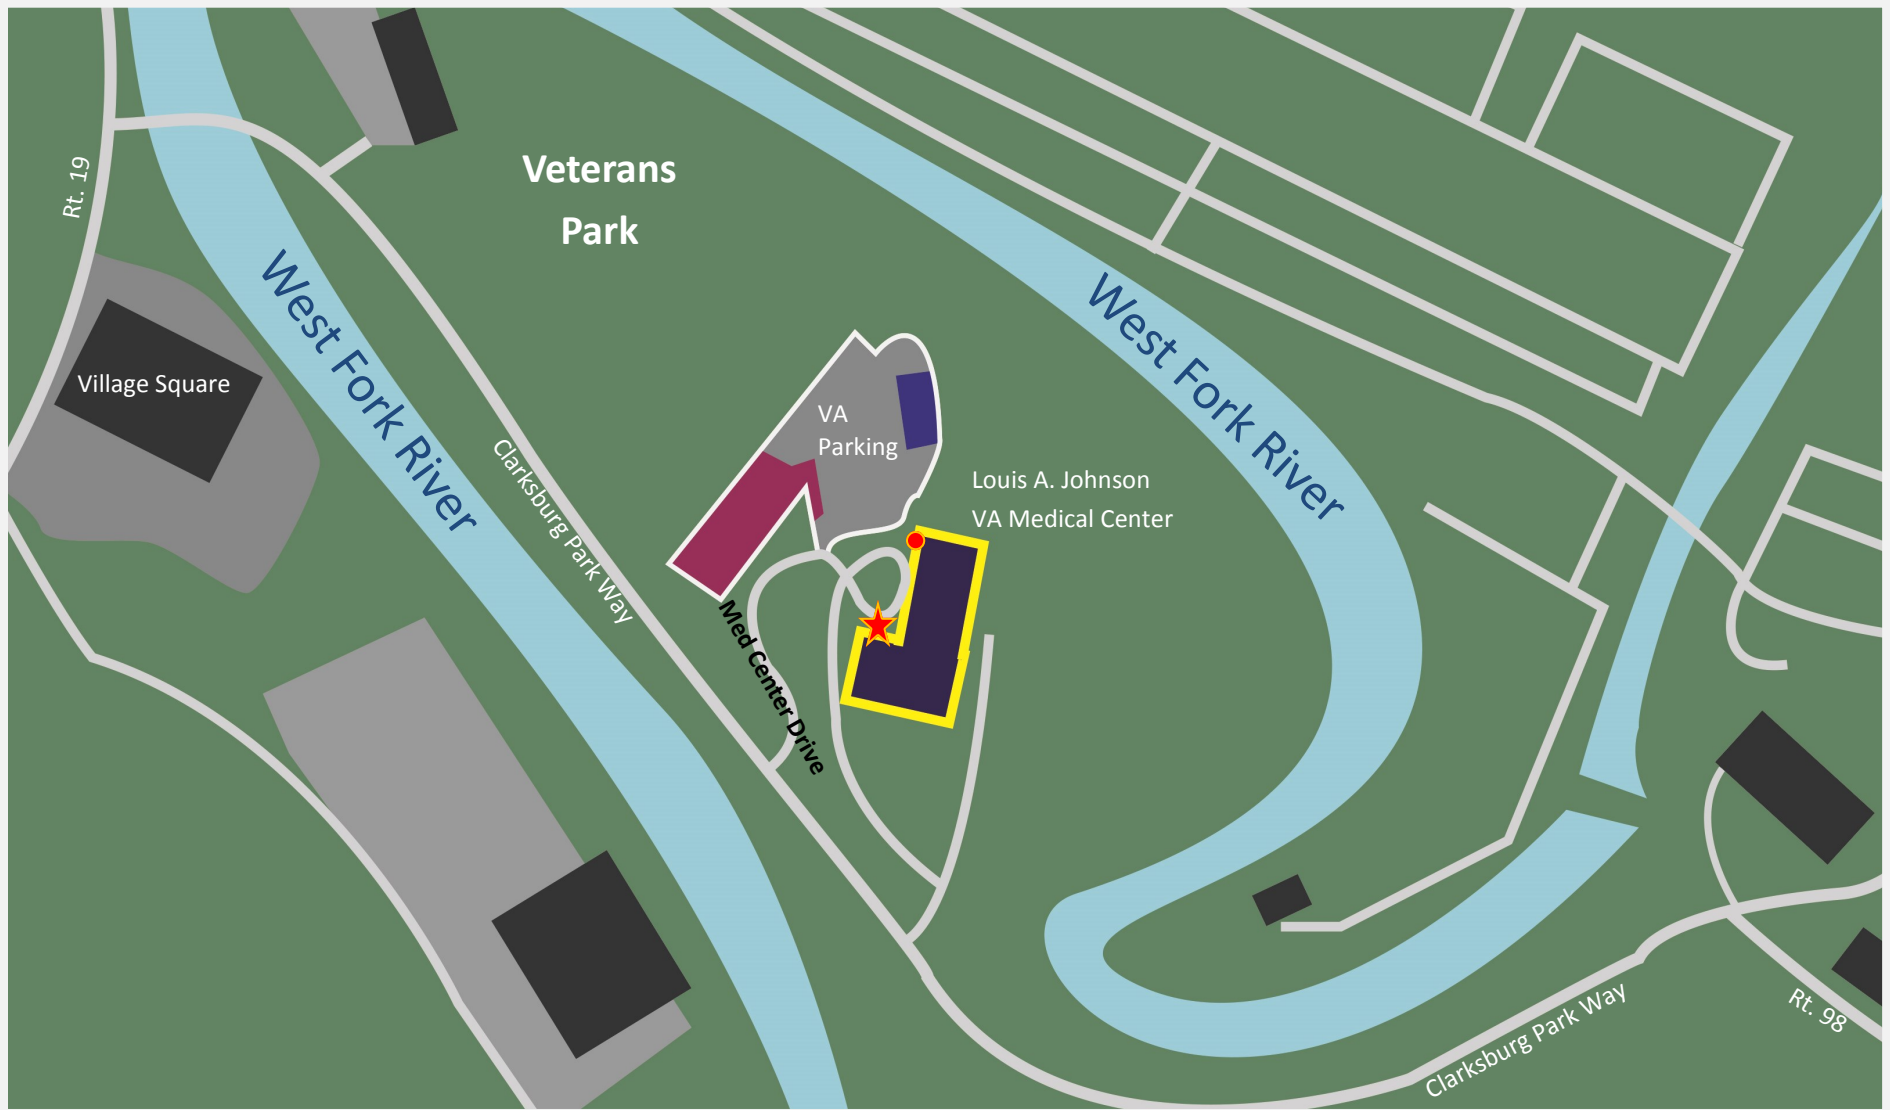 Veterans
Park
Rt. 19
Village Square
West Fork River
West Fork River
Clarksburg Park Way
VA
Parking
Louis A. Johnson
VA Medical Center
Med Center Drive
Clarksburg Park Way
Rt. 98